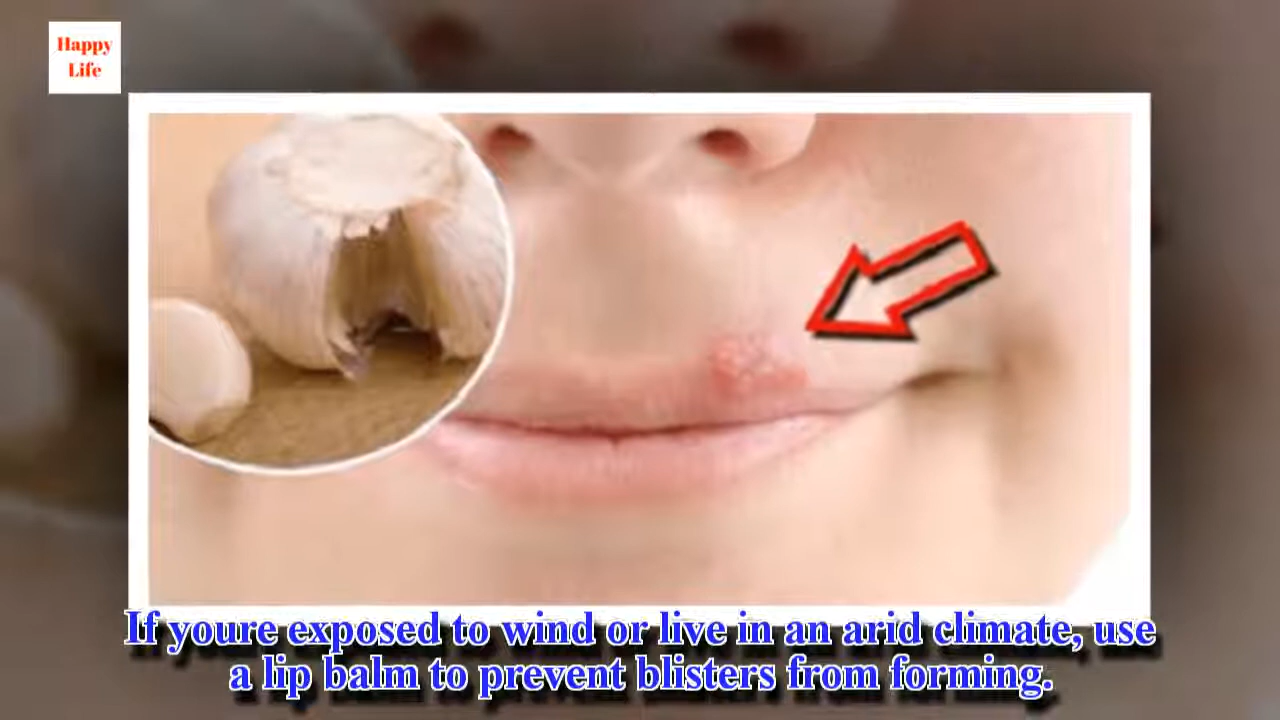 Happy
Life
If youre exposed to wind or live in an arid climate, use
a lip balm to prevent blisters from forming.